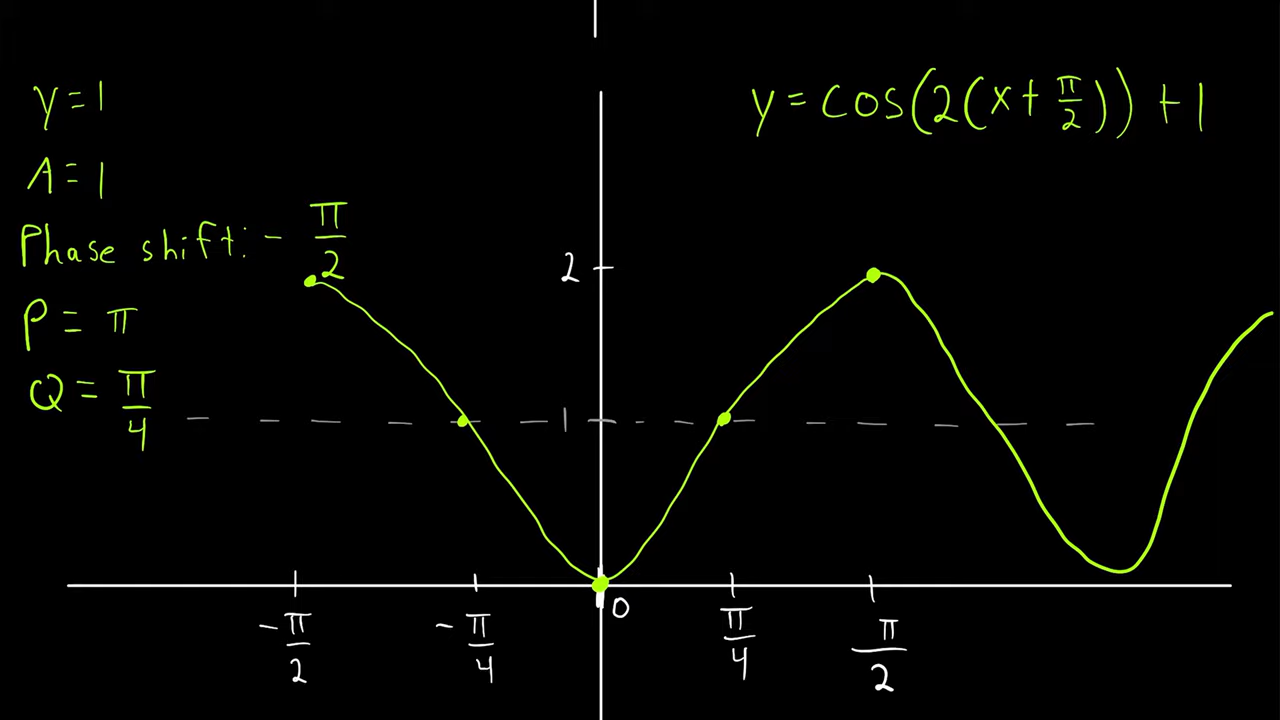 y = 1
y = cos(2(x + π/2)) + 1
A = 1
Phase shift: - π/2
2
P = π
Q = π/4
1
0
-π/2
-π/4
π/4
π/2